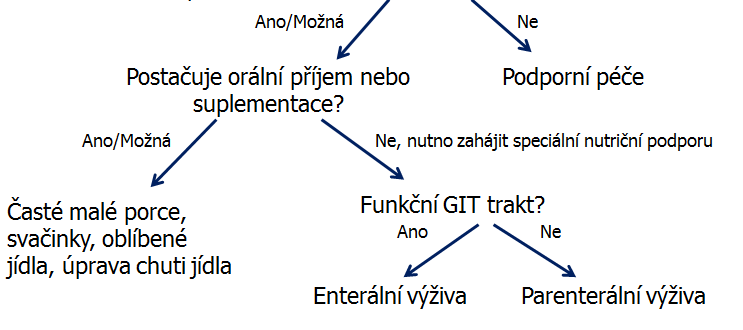 Ano/Možná
Ne
Postačuje orální příjem nebo
suplementace?
Podporní péče
Ano/Možná
Ne, nutno zahájit speciální nutriční podporu
Časté malé porce,
svačinky, oblíbené
jídla, úprava chuti jídla
Funkční GIT trakt?
Ano
Ne
Enterální výživa
Parenterální výživa